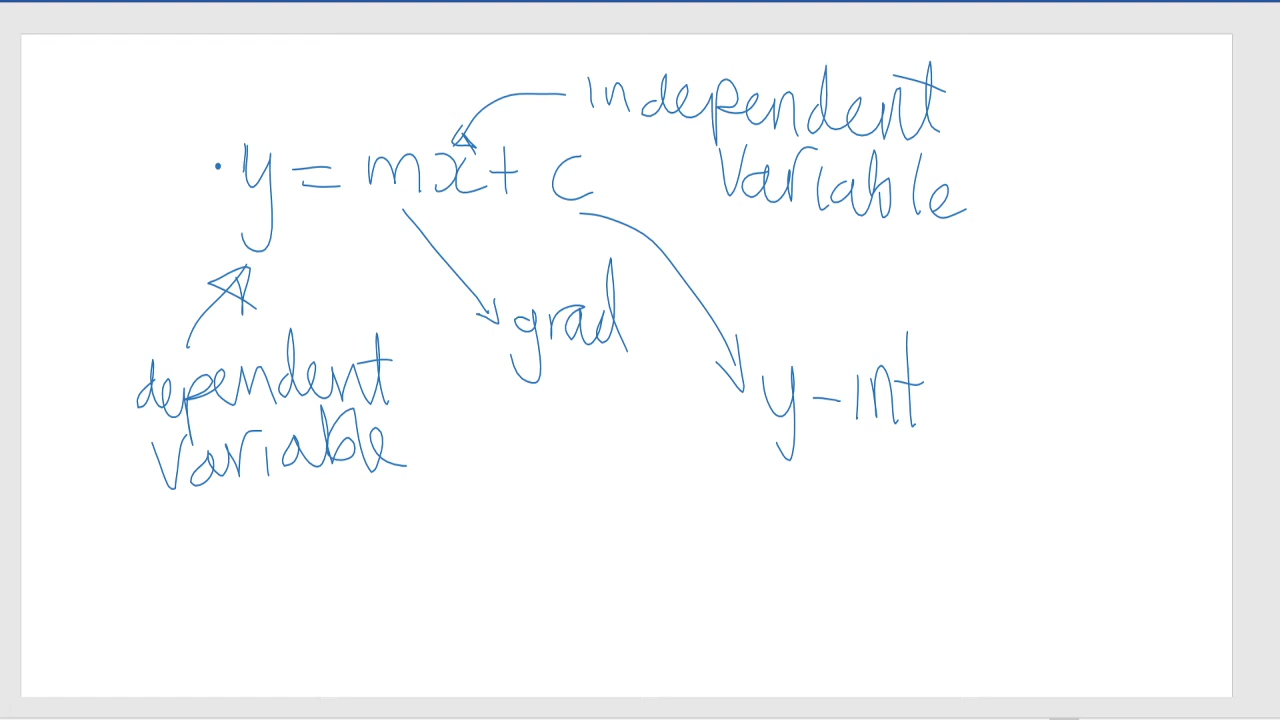 independent
variable
· y = mx + c
grad
y-int
dependent
variable